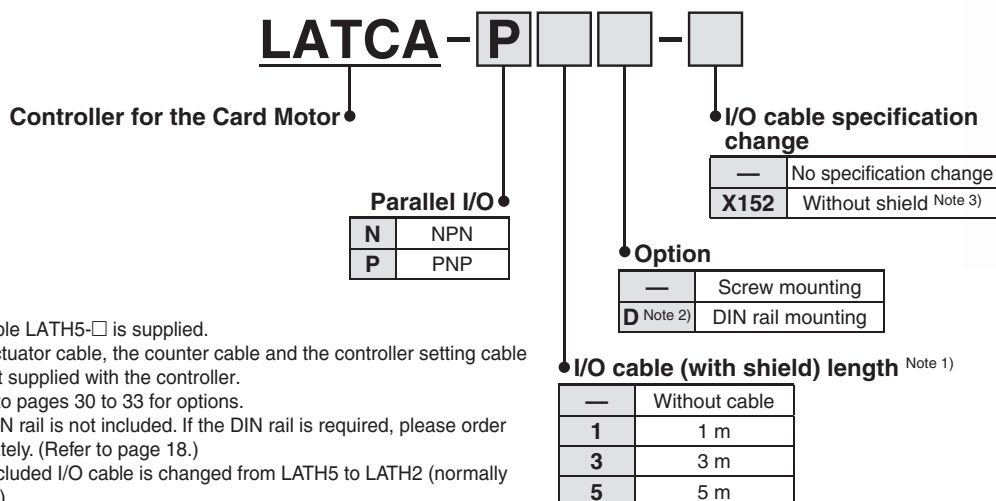 LATCA-P□□-□
Controller for the Card Motor
I/O cable specification
change
— No specification change
X152 Without shield Note 3)
Parallel I/O
N NPN
P PNP
Option
— Screw mounting
D Note 2) DIN rail mounting
I/O cable (with shield) length Note 1)
— Without cable
1 1 m
3 3 m
5 5 m
LATH5-□ is supplied.
cable, the counter cable and the controller setting cable
supplied with the controller.
to pages 30 to 33 for options.
rail is not included. If the DIN rail is required, please order
(Refer to page 18.)
I/O cable is changed from LATH5 to LATH2 (normally